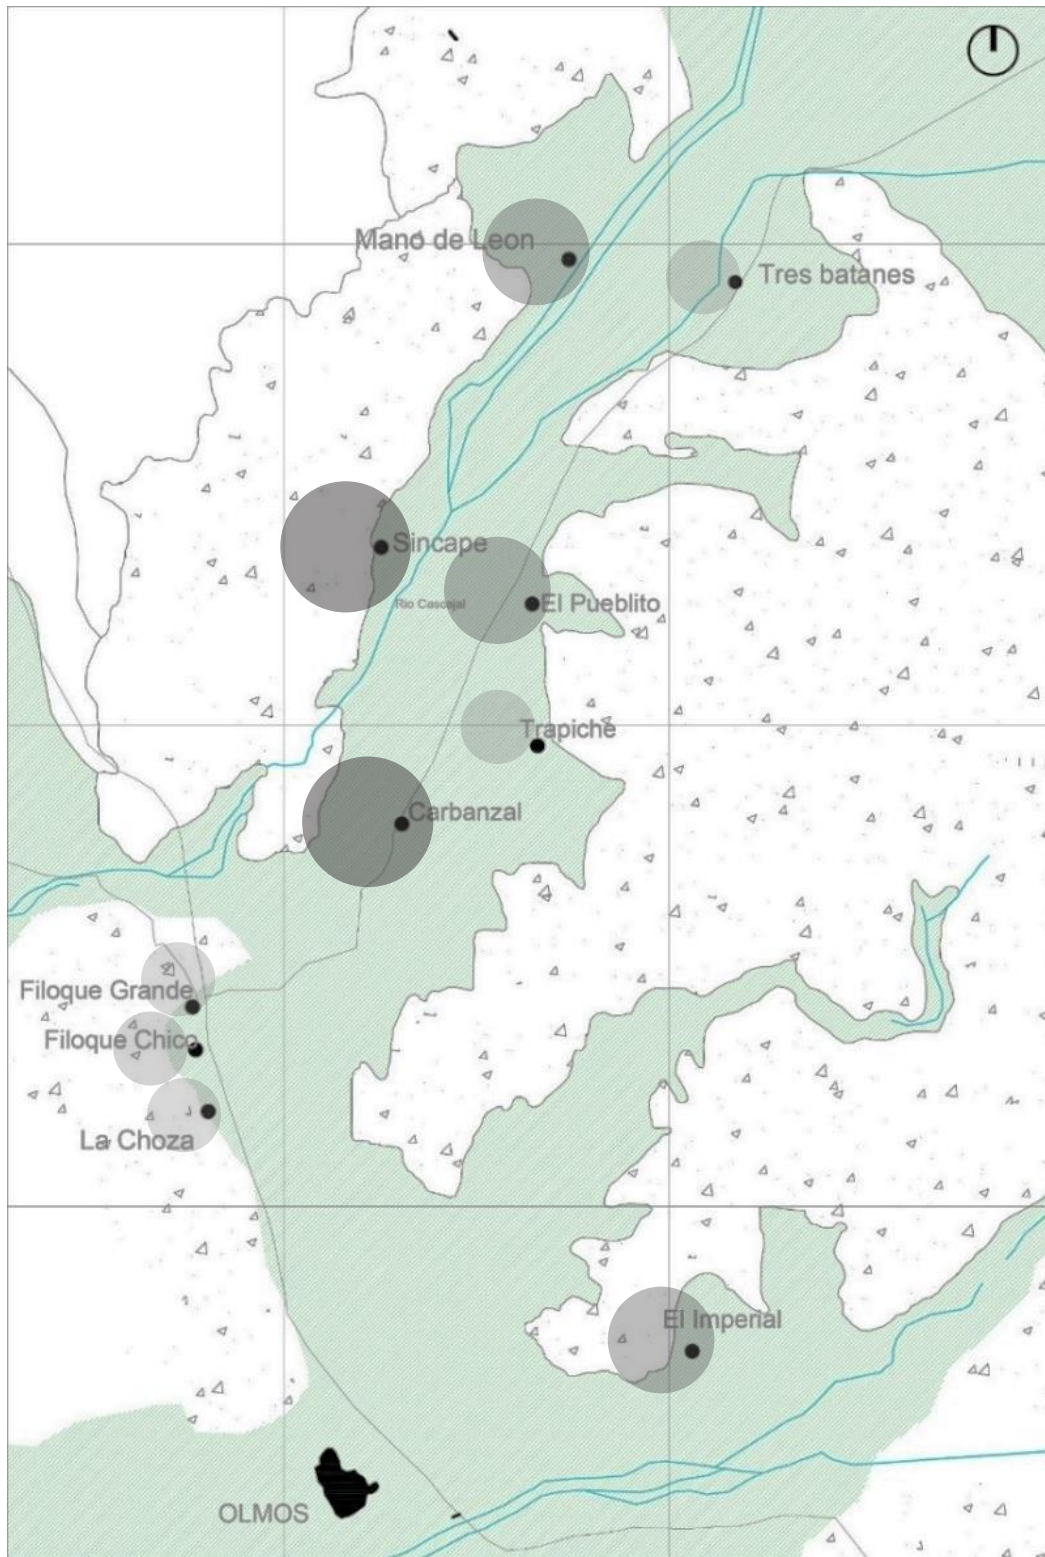 Mano de Leon
Tres batanes
Sincape
Rio Cascajal
El Pueblito
Trapiche
Carbanzal
Filoque Grande
Filoque Chico
La Choza
El Imperial
OLMOS